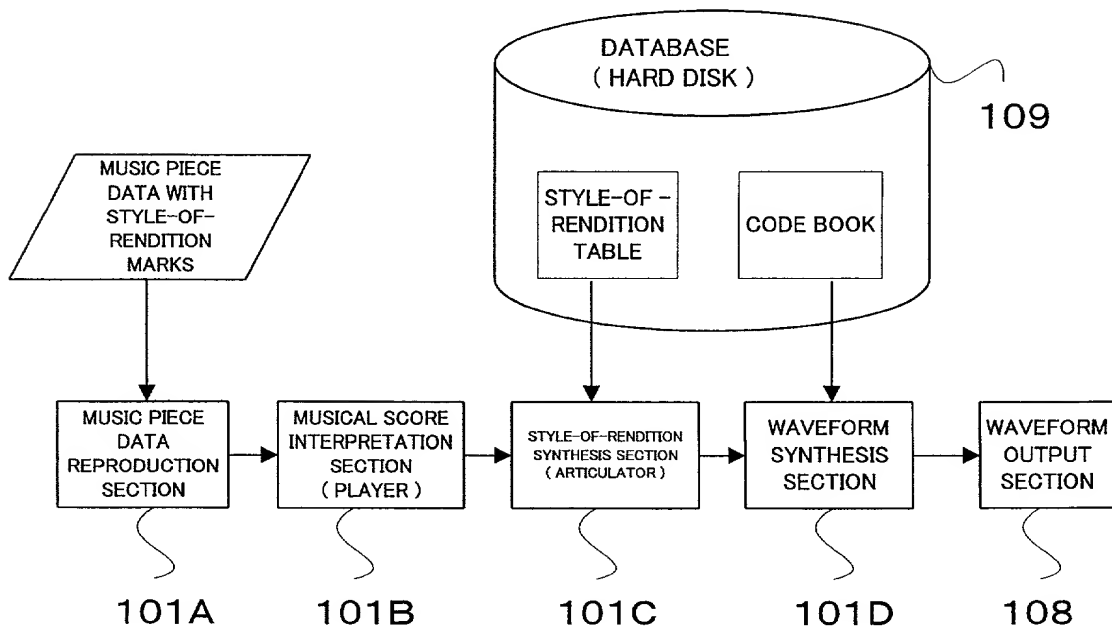 DATABASE
( HARD DISK )
109
MUSIC PIECE
DATA WITH
STYLE-OF-
RENDITION
MARKS
STYLE-OF -
RENDITION
TABLE
CODE BOOK
MUSIC PIECE
DATA
REPRODUCTION
SECTION
MUSICAL SCORE
INTERPRETATION
SECTION
( PLAYER )
STYLE-OF-RENDITION
SYNTHESIS SECTION
( ARTICULATOR )
WAVEFORM
SYNTHESIS
SECTION
WAVEFORM
OUTPUT
SECTION
101A
101B
101C
101D
108